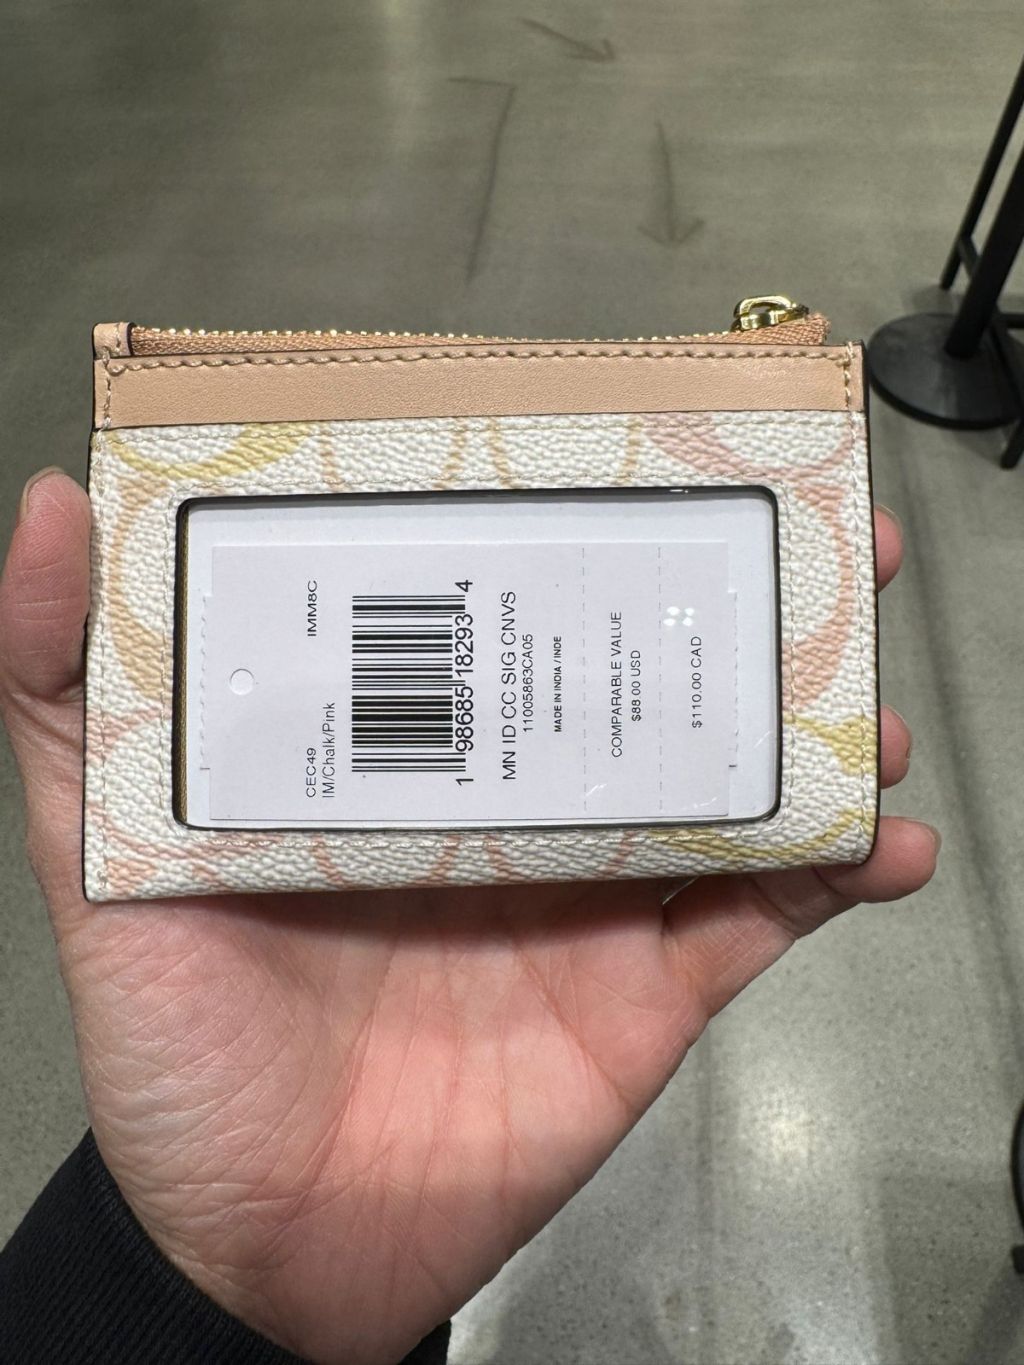 CEC49 IMM8C
IM/Chalk/Pink
1 98685 18293 4
MN ID CC SIG CNVS
11005863CA05
MADE IN INDIA / INDE
COMPARABLE VALUE
$88.00 USD
$110.00 CAD